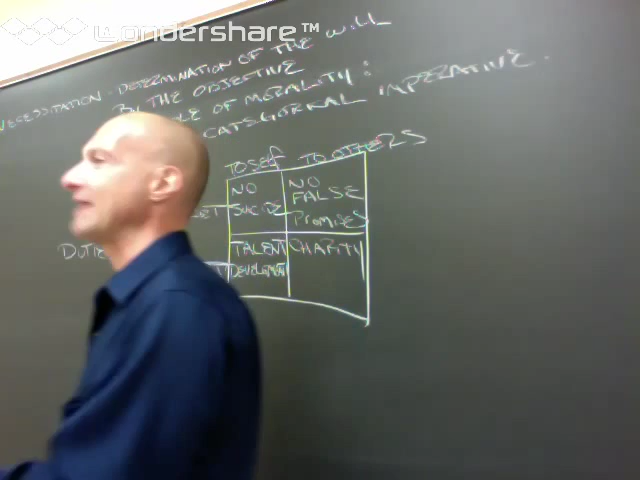 wondershare™
NECESSITATION - DETERMINATION OF THE WILL
BY THE OBJECTIVE
OF MORALITY:
CATEGORICAL IMPERATIVE.
TO SELF TO OTHERS
NO SUICIDE NO FALSE PROMISES
DUTIE
TALENT DEVELOPMENT CHARITY